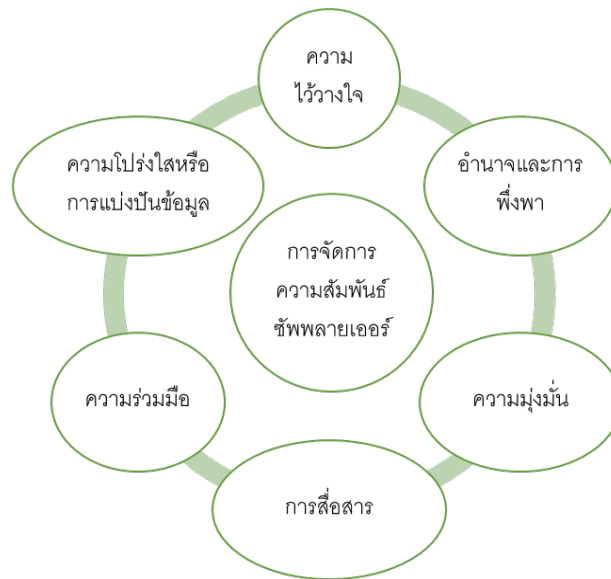 ความ
ไว้วางใจ
อำนาจและการ
พึ่งพา
ความมุ่งมั่น
การสื่อสาร
ความร่วมมือ
ความโปร่งใสหรือ
การแบ่งปันข้อมูล
การจัดการ
ความสัมพันธ์
ซัพพลายเออร์